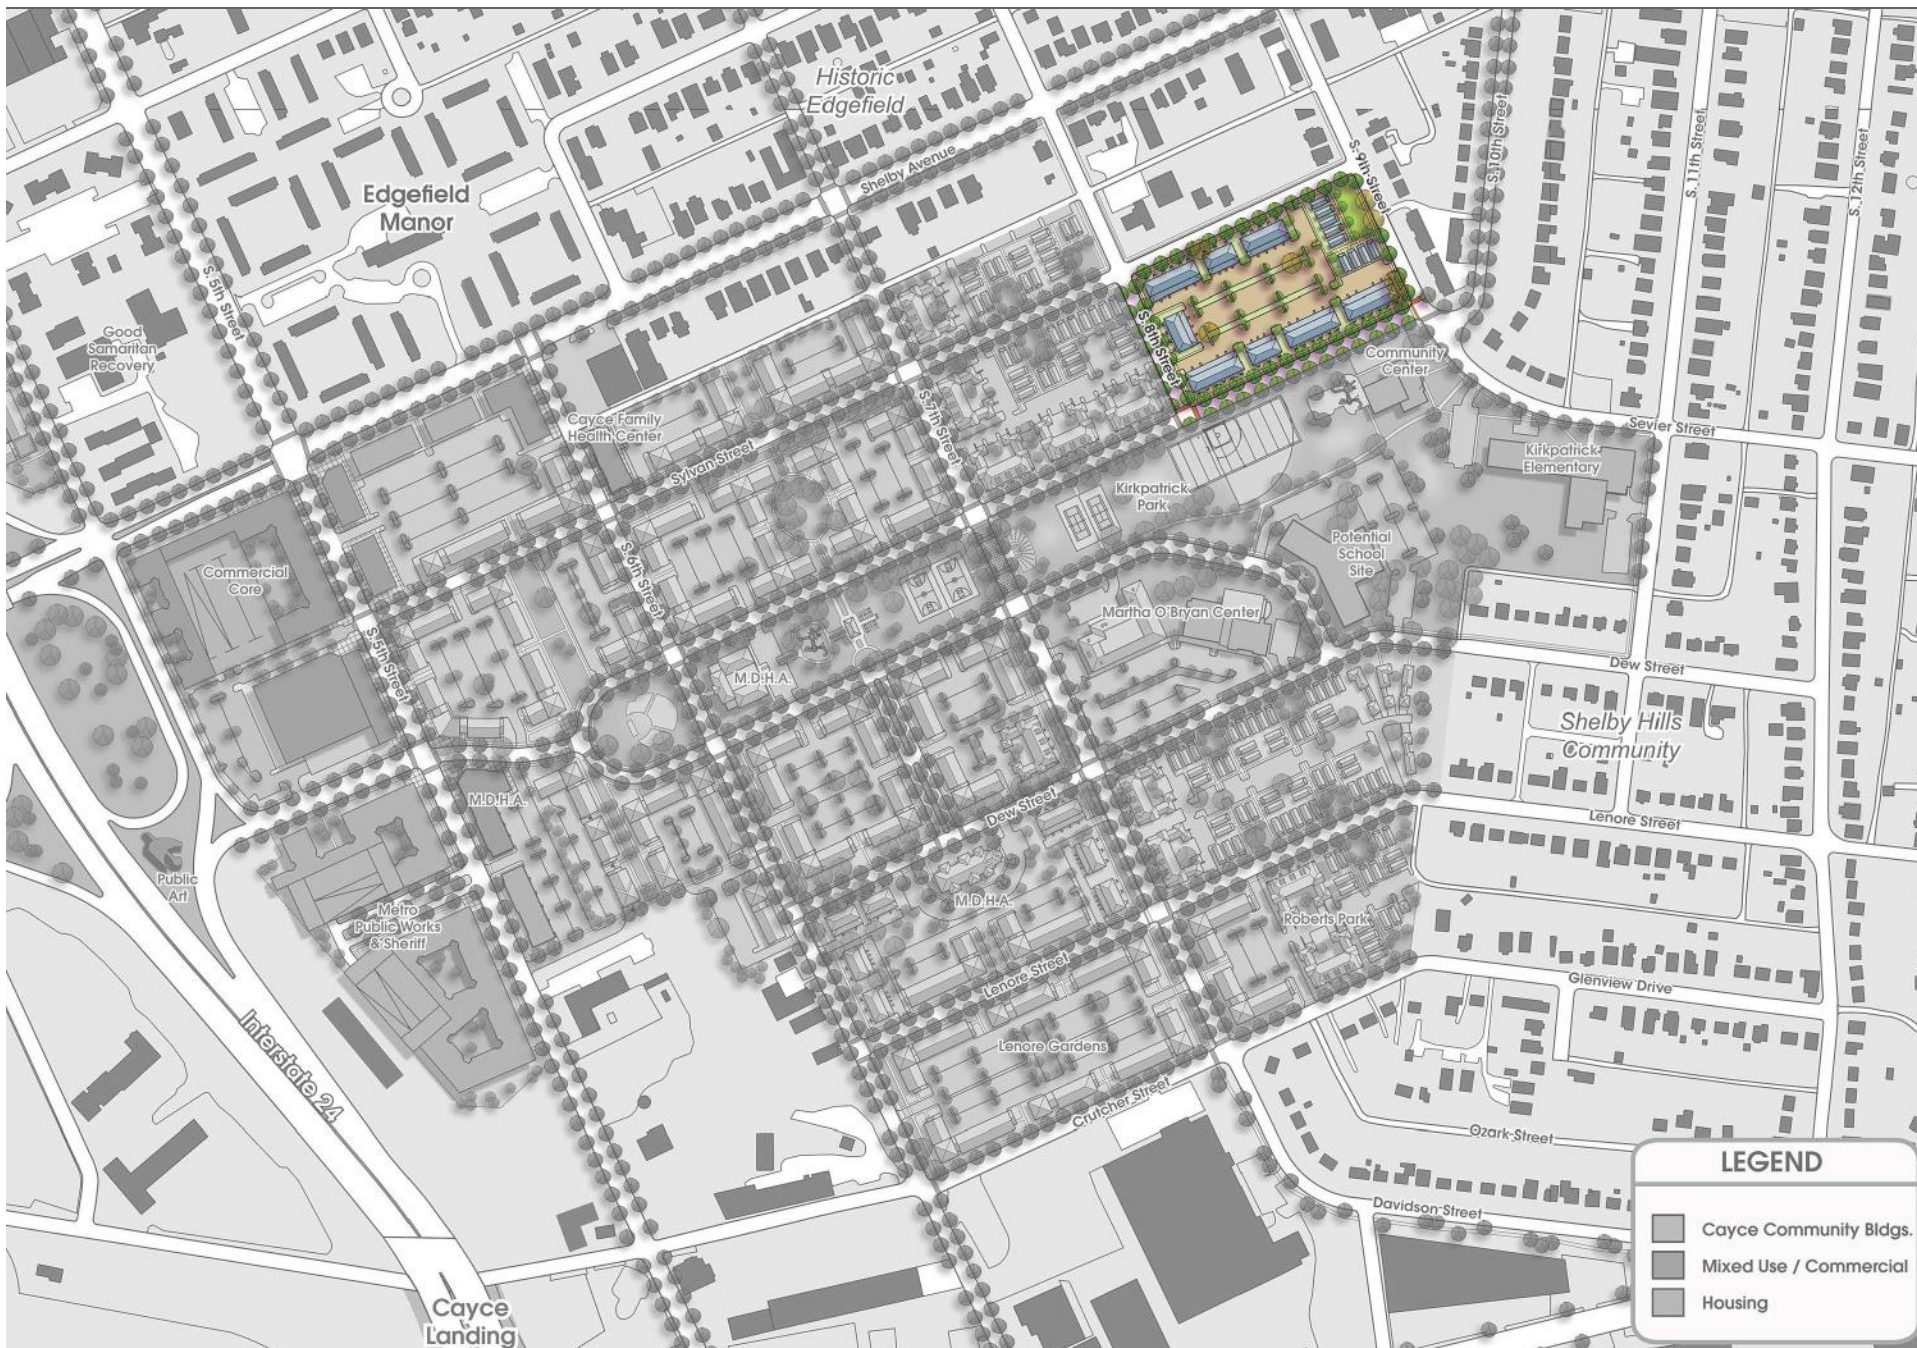 Historic
Edgefield
S. 9th Street
S. 10th Street
S. 11th Street
S. 12th Street
Shelby Avenue
Edgefield
Manor
S. 5th Street
Good
Samaritan
Recovery
S. 8th Street
Community
Center
Cayce Family
Health Center
S. 7th Street
Sylvan Street
Sevier Street
Kirkpatrick
Elementary
Kirkpatrick
Park
Potential
School
Site
Commercial
Core
S. 6th Street
Martha O'Bryan Center
S. 5th Street
M.D.H.A.
Dew Street
Shelby Hills
Community
M.D.H.A.
Dew Street
Lenore Street
Public
Art
Metro
Public Works
& Sheriff
M.D.H.A.
Roberts Park
Lenore Street
Glenview Drive
Interstate 24
Lenore Gardens
Crutcher Street
Ozark Street
Davidson Street
Cayce
Landing
LEGEND
Cayce Community Bldgs.
Mixed Use / Commercial
Housing